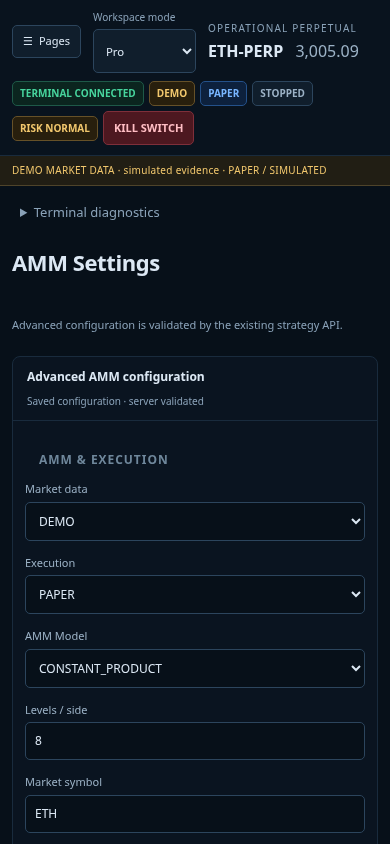 ☰ Pages
Workspace mode
Pro
OPERATIONAL PERPETUAL
ETH-PERP 3,005.09
TERMINAL CONNECTED DEMO PAPER STOPPED
RISK NORMAL KILL SWITCH
DEMO MARKET DATA · simulated evidence · PAPER / SIMULATED
▶ Terminal diagnostics
AMM Settings
Advanced configuration is validated by the existing strategy API.
Advanced AMM configuration
Saved configuration · server validated
AMM & EXECUTION
Market data
DEMO
Execution
PAPER
AMM Model
CONSTANT_PRODUCT
Levels / side
8
Market symbol
ETH